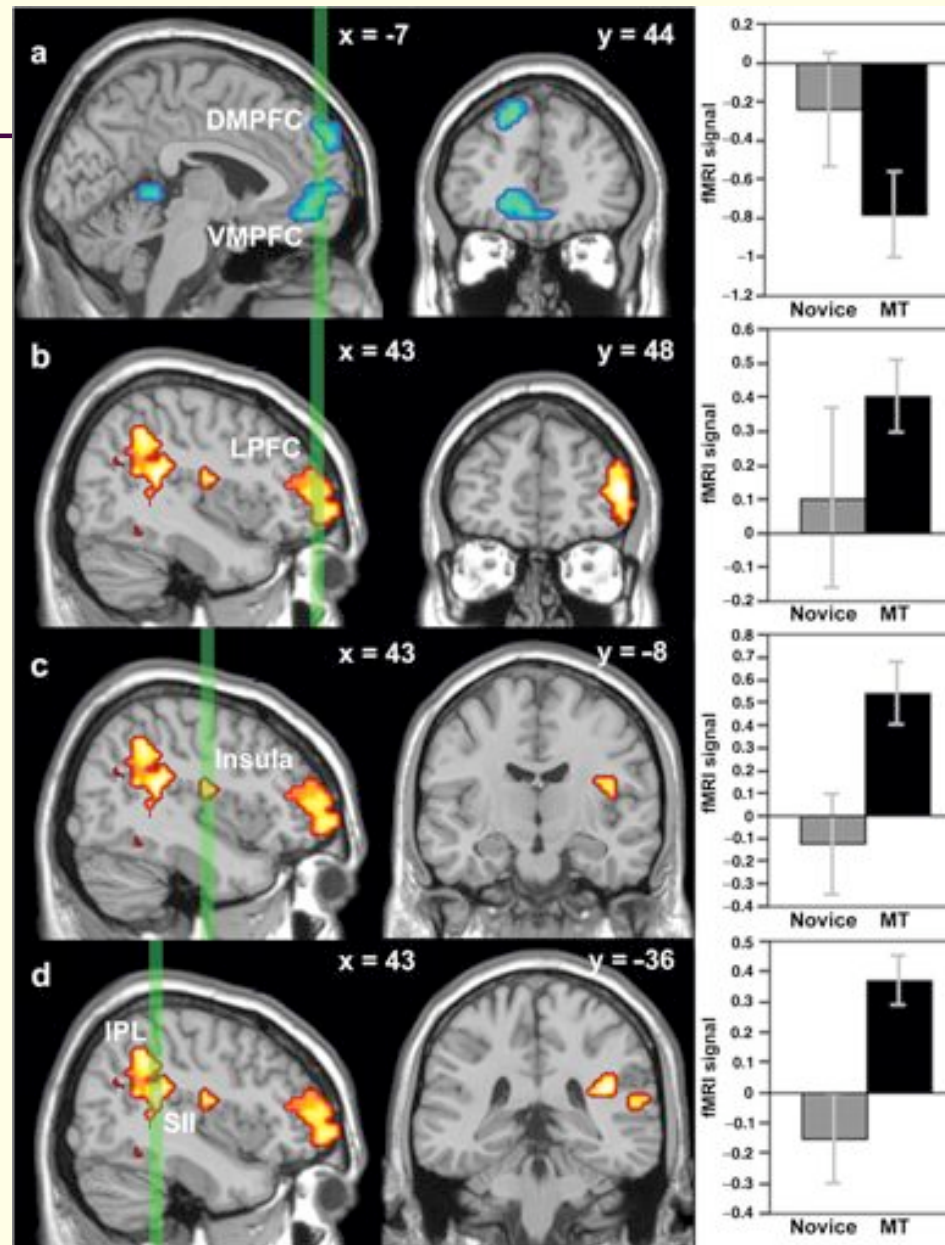 a
x = -7
y = 44
DMPFC
VMPFC
fMRI signal
0.2
0
-0.2
-0.4
-0.6
-0.8
-1
-1.2
Novice MT
b
x = 43
y = 48
LPFC
fMRI signal
0.6
0.5
0.4
0.3
0.2
0.1
0
-0.1
-0.2
Novice MT
c
x = 43
y = -8
Insula
fMRI signal
0.8
0.7
0.6
0.5
0.4
0.3
0.2
0.1
0
-0.1
-0.2
-0.3
-0.4
Novice MT
d
x = 43
y = -36
IPL
SII
fMRI signal
0.5
0.4
0.3
0.2
0.1
0
-0.1
-0.2
-0.3
-0.4
Novice MT